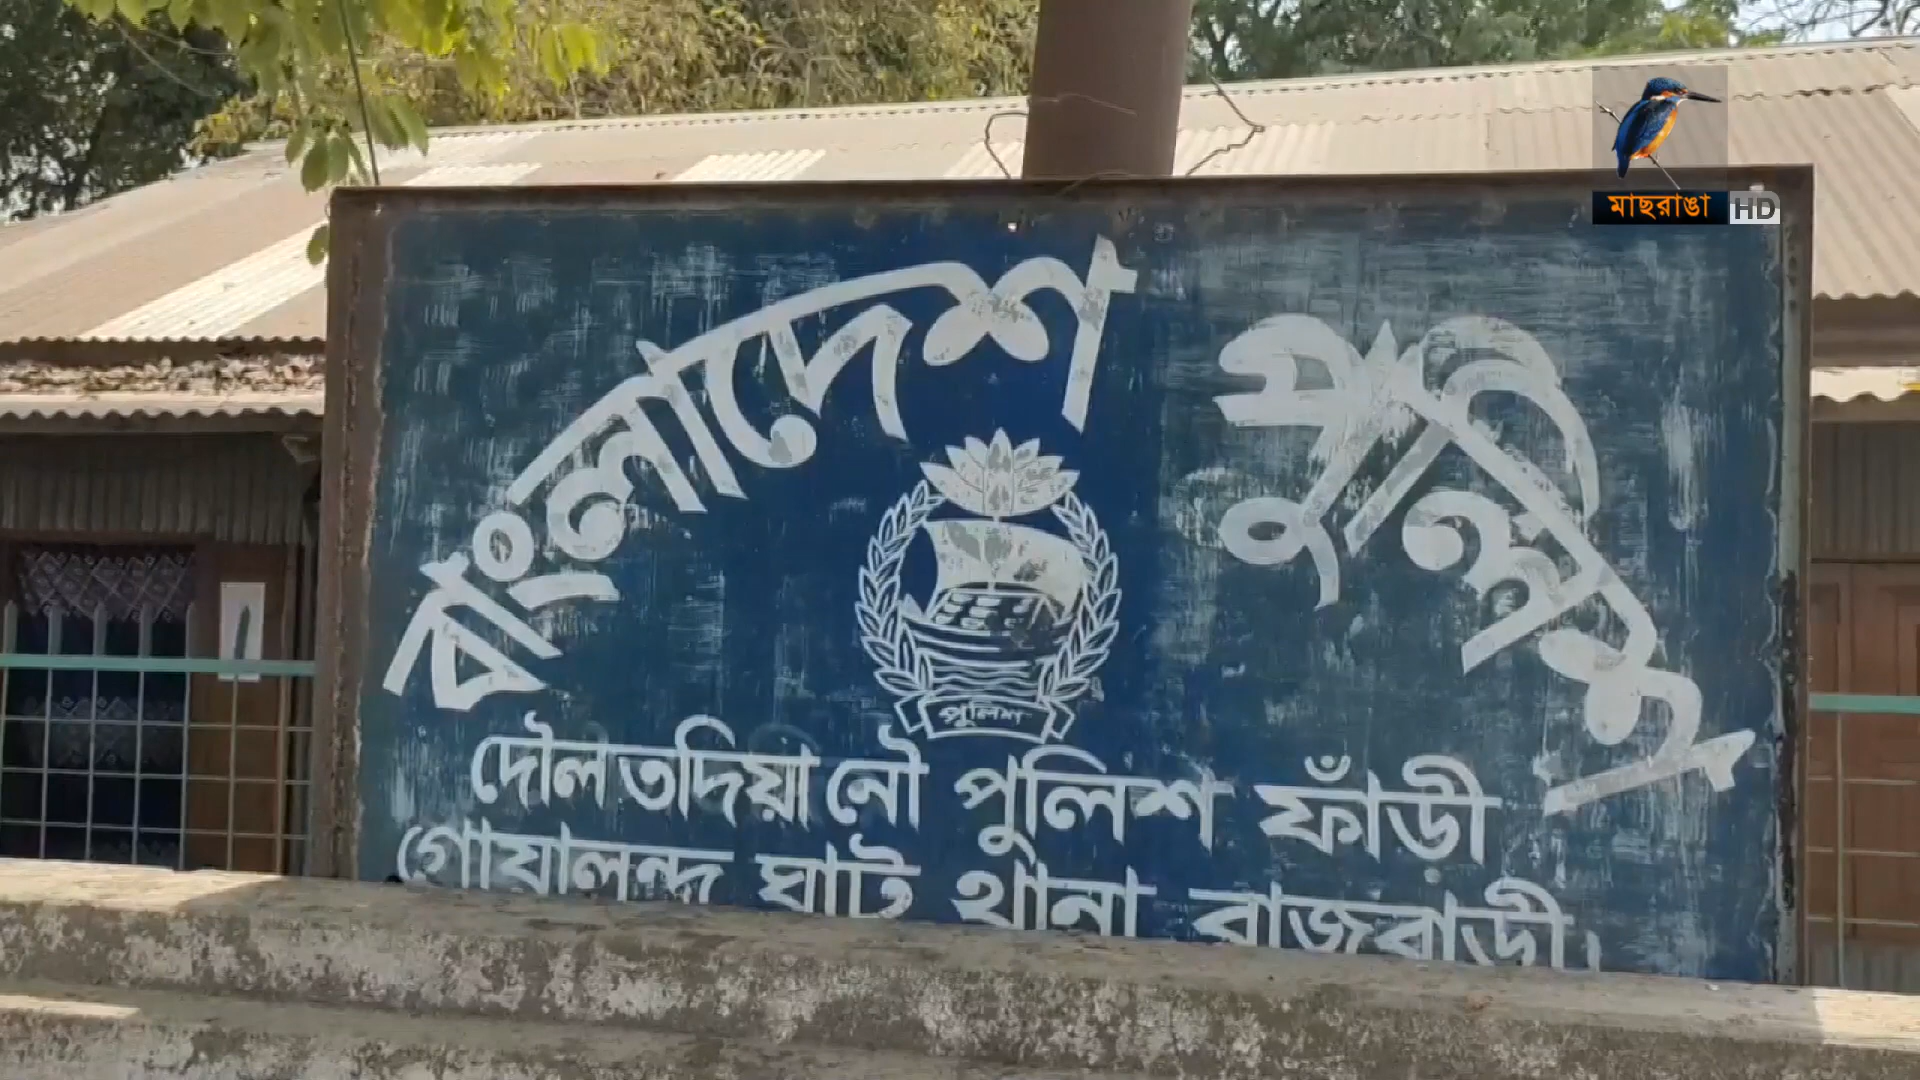 মাছরাঙা HD
বাংলাদেশ পুলিশ
পুলিশ
দৌলতদিয়া নৌ পুলিশ ফাঁড়ী
গোয়ালন্দ ঘাট থানা রাজবাড়ী।